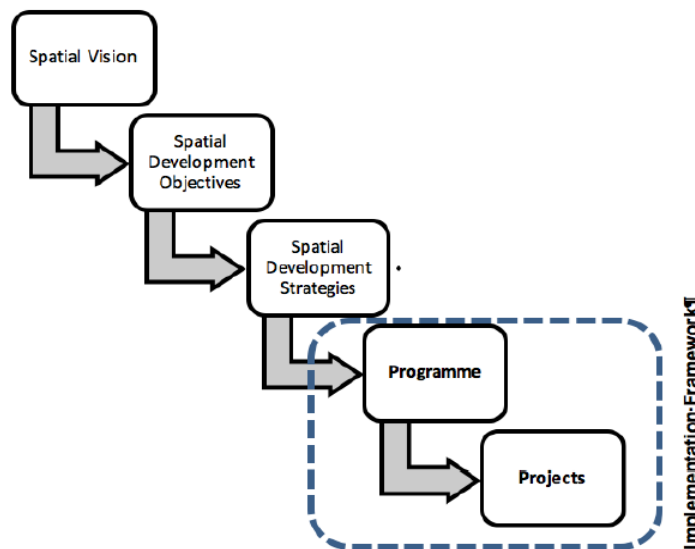 Spatial Vision
Spatial
Development
Objectives
Spatial
Development
Strategies
Programme
Projects
Implementation·Framework¶